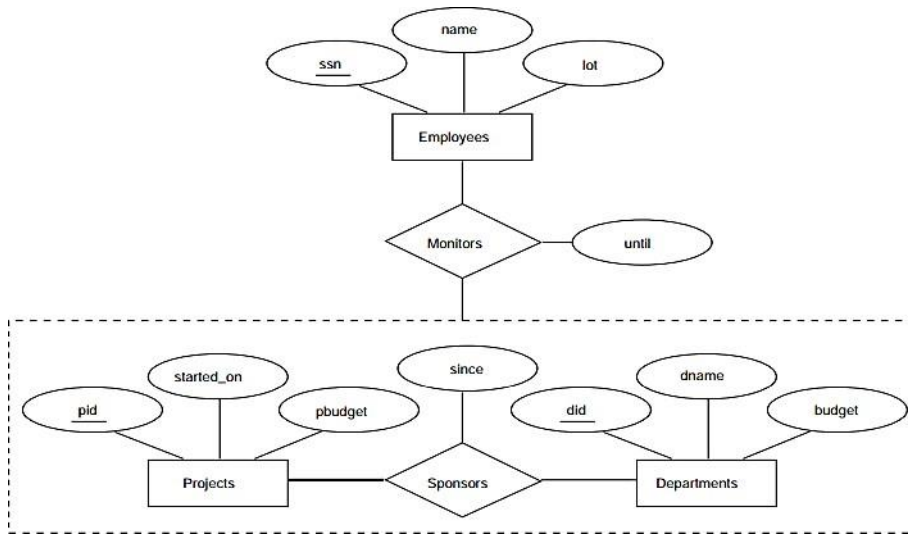 name
ssn
lot
Employees
Monitors
until
since
started_on
dname
pid
pbudget
did
budget
Projects
Sponsors
Departments